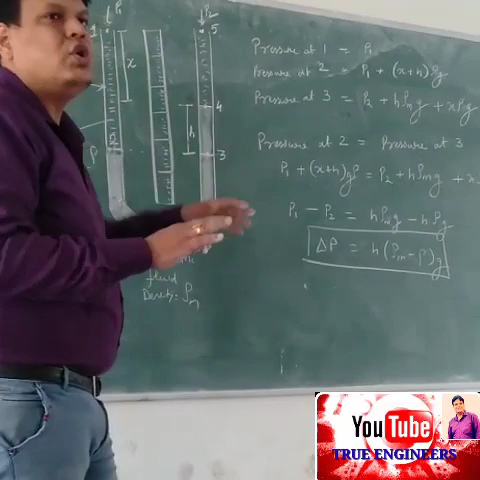 1 P₁ P₂ 5
x
4
h
P 3
fluid
Density: ρm
Pressure at 1 = P₁
Pressure at 2 = P₁ + (x+h)ρg
Pressure at 3 = P₂ + hρmg + xρg
Pressure at 2 = Pressure at 3
P₁ + (x+h)gρ = P₂ + hρmg + x
P₁ − P₂ = hρmg − hρg
ΔP = h(ρm−ρ)g
YouTube
TRUE ENGINEERS